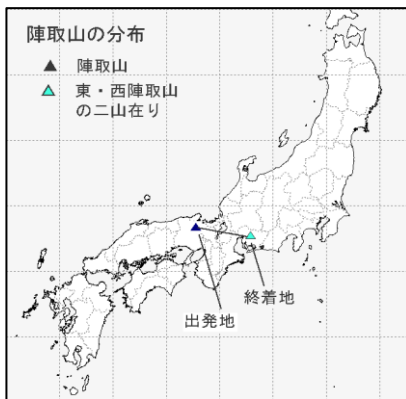 陣取山の分布
▲ 陣取山
▲ 東・西陣取山
の二山在り
終着地
出発地